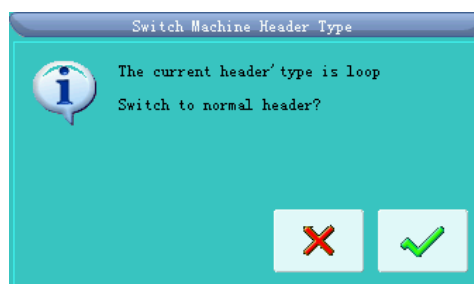 Switch Machine Header Type
The current header' type is loop
Switch to normal header?